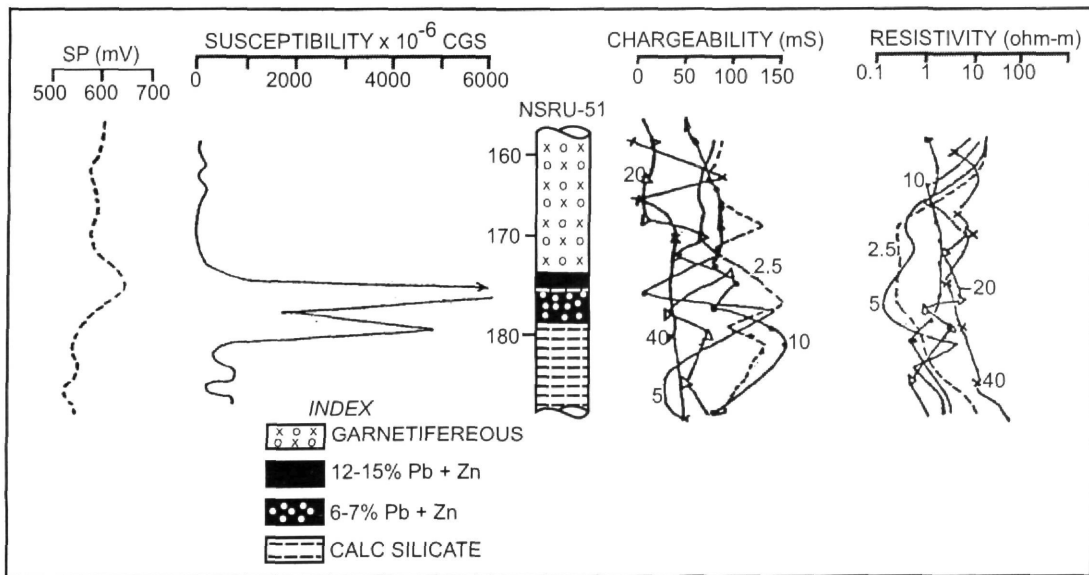 SP (mV)
500 600 700
SUSCEPTIBILITY x 10-6 CGS
0 2000 4000 6000
NSRU-51
160
170
180
CHARGEABILITY (mS)
0 50 100 150
20
2.5
40
10
5
RESISTIVITY (ohm-m)
0.1 1 10 100
10
2.5
5
20
40
INDEX
GARNETIFEREOUS
12-15% Pb + Zn
6-7% Pb + Zn
CALC SILICATE